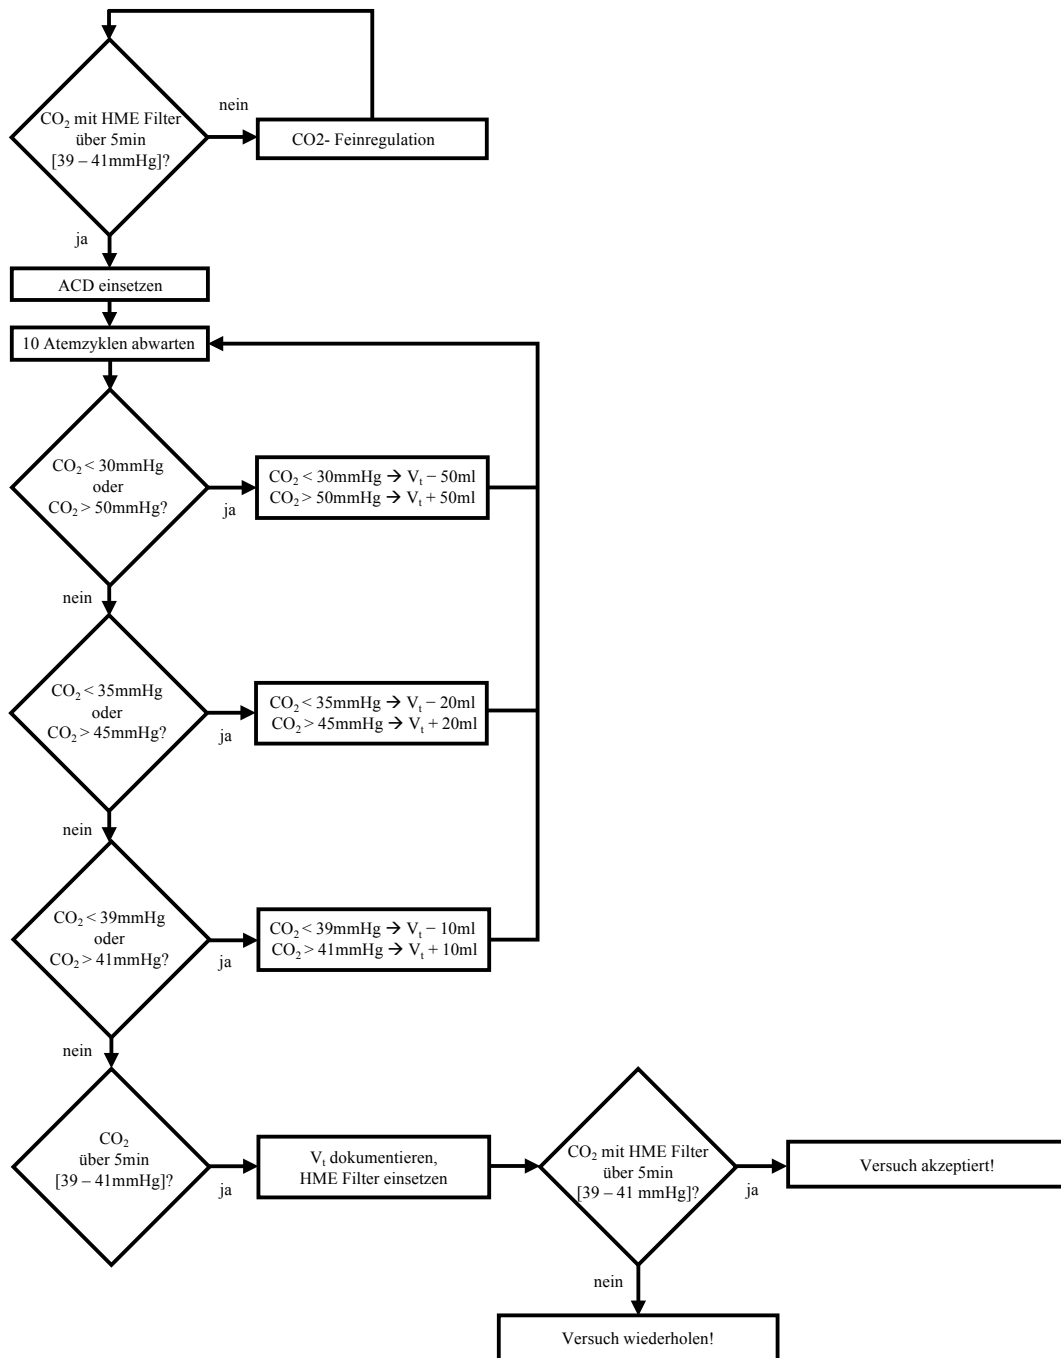 CO₂ mit HME Filter
über 5min
[39 – 41mmHg]?
nein
CO2- Feinregulation
ja
ACD einsetzen
10 Atemzyklen abwarten
CO₂ < 30mmHg
oder
CO₂ > 50mmHg?
ja
CO₂ < 30mmHg → Vₜ − 50ml
CO₂ > 50mmHg → Vₜ + 50ml
nein
CO₂ < 35mmHg
oder
CO₂ > 45mmHg?
ja
CO₂ < 35mmHg → Vₜ − 20ml
CO₂ > 45mmHg → Vₜ + 20ml
nein
CO₂ < 39mmHg
oder
CO₂ > 41mmHg?
ja
CO₂ < 39mmHg → Vₜ − 10ml
CO₂ > 41mmHg → Vₜ + 10ml
nein
CO₂
über 5min
[39 – 41mmHg]?
ja
Vₜ dokumentieren,
HME Filter einsetzen
CO₂ mit HME Filter
über 5min
[39 – 41 mmHg]?
ja
Versuch akzeptiert!
nein
Versuch wiederholen!